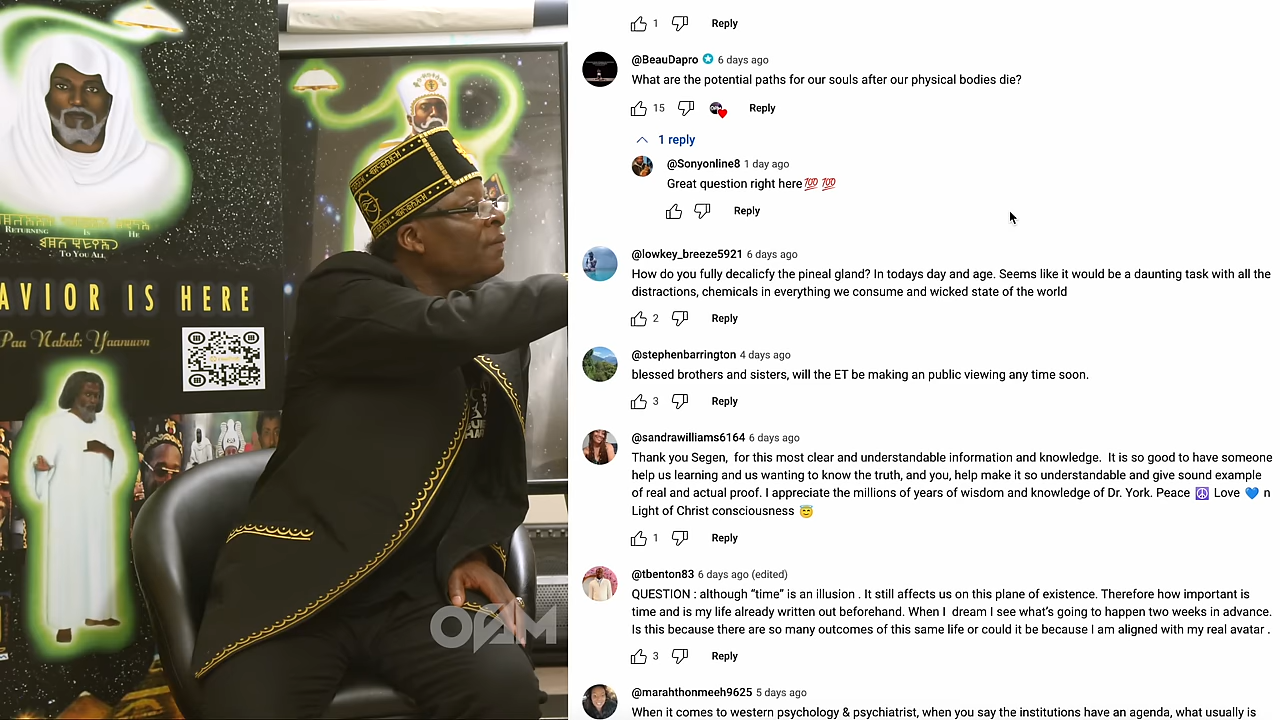 RETURNING IS HE
TO YOU ALL
AVIOR IS HERE
Paa Nabab: Yaanuwn
OFAM
1 Reply
@BeauDapro 6 days ago
What are the potential paths for our souls after our physical bodies die?
15 Reply
1 reply
@Sonyonline8 1 day ago
Great question right here💯 💯
Reply
@lowkey_breeze5921 6 days ago
How do you fully decalicfy the pineal gland? In todays day and age. Seems like it would be a daunting task with all the
distractions, chemicals in everything we consume and wicked state of the world
2 Reply
@stephenbarrington 4 days ago
blessed brothers and sisters, will the ET be making an public viewing any time soon.
3 Reply
@sandrawilliams6164 6 days ago
Thank you Segen, for this most clear and understandable information and knowledge. It is so good to have someone
help us learning and us wanting to know the truth, and you, help make it so understandable and give sound example
of real and actual proof. I appreciate the millions of years of wisdom and knowledge of Dr. York. Peace ☮️ Love 💙 n
Light of Christ consciousness 😇
1 Reply
@tbenton83 6 days ago (edited)
QUESTION : although “time” is an illusion . It still affects us on this plane of existence. Therefore how important is
time and is my life already written out beforehand. When I dream I see what’s going to happen two weeks in advance.
Is this because there are so many outcomes of this same life or could it be because I am aligned with my real avatar .
3 Reply
@marahthonmeeh9625 5 days ago
When it comes to western psychology & psychiatrist, when you say the institutions have an agenda, what usually is